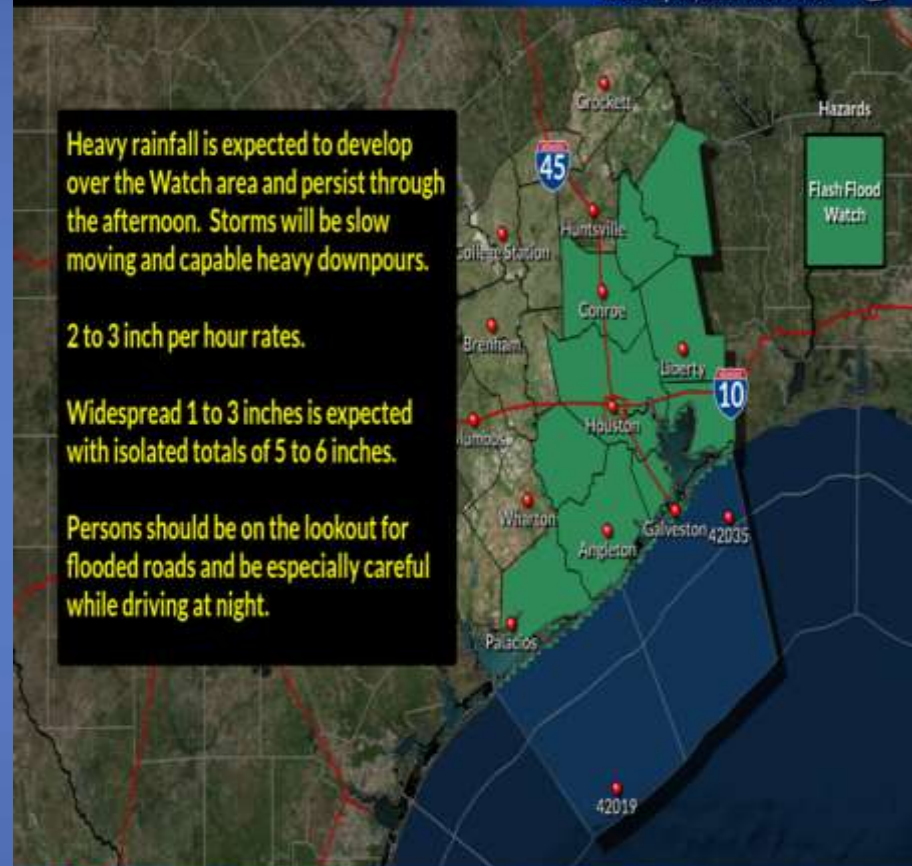 Heavy rainfall is expected to develop
over the Watch area and persist through
the afternoon. Storms will be slow
moving and capable heavy downpours.
2 to 3 inch per hour rates.
Widespread 1 to 3 inches is expected
with isolated totals of 5 to 6 inches.
Persons should be on the lookout for
flooded roads and be especially careful
while driving at night.
Hazards
Flash Flood
Watch
Crockett
45
Huntsville
College Station
Conroe
Brenham
Liberty
10
Houston
lumbus
Wharton
Angleton
Galveston
42035
Palacios
42019